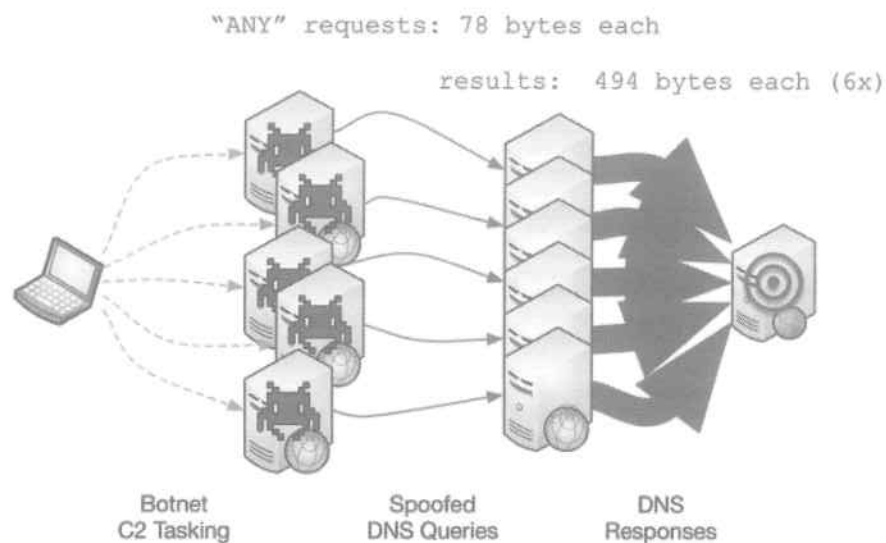 “ANY” requests: 78 bytes each
results: 494 bytes each (6x)
Botnet
C2 Tasking
Spoofed
DNS Queries
DNS
Responses